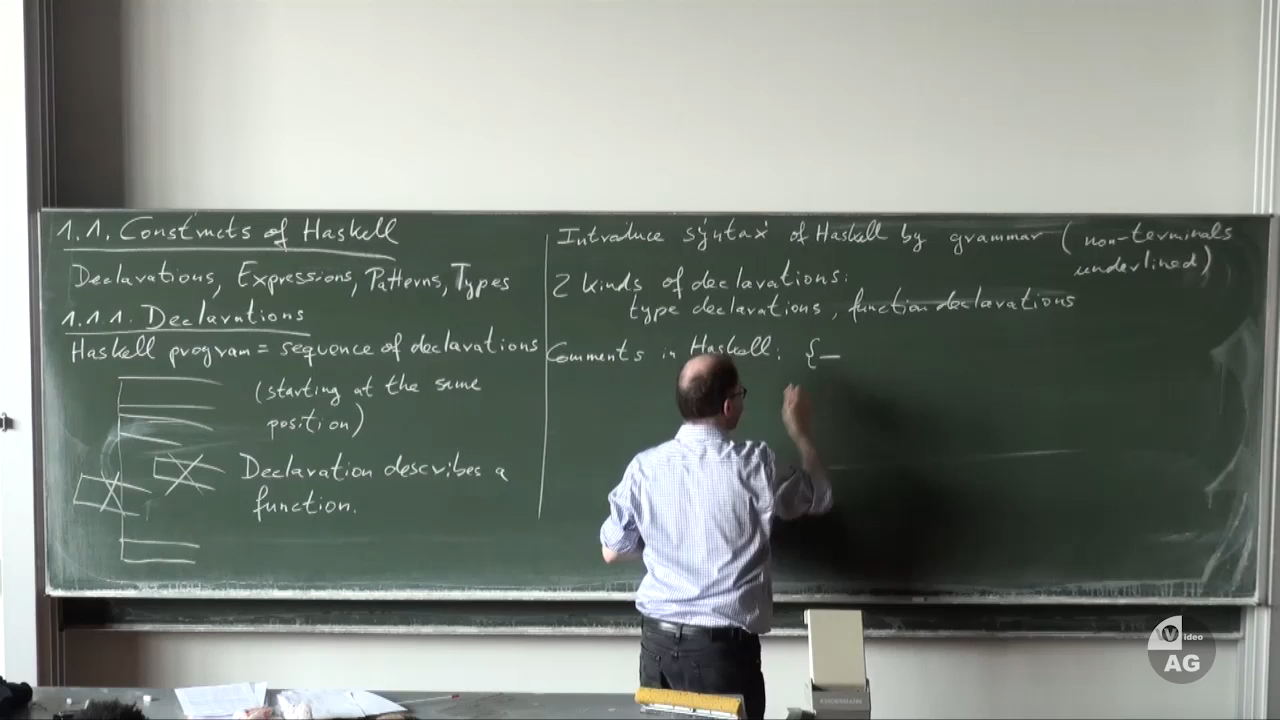 1.1. Constructs of Haskell
Declarations, Expressions, Patterns, Types
1.1.1. Declarations
Haskell program = sequence of declarations
(starting at the same
position)
Declaration describes a
function.
Introduce syntax of Haskell by grammar (non-terminals
underlined)
2 kinds of declarations:
type declarations, function declarations
Comments in Haskell: {-
Video
AG